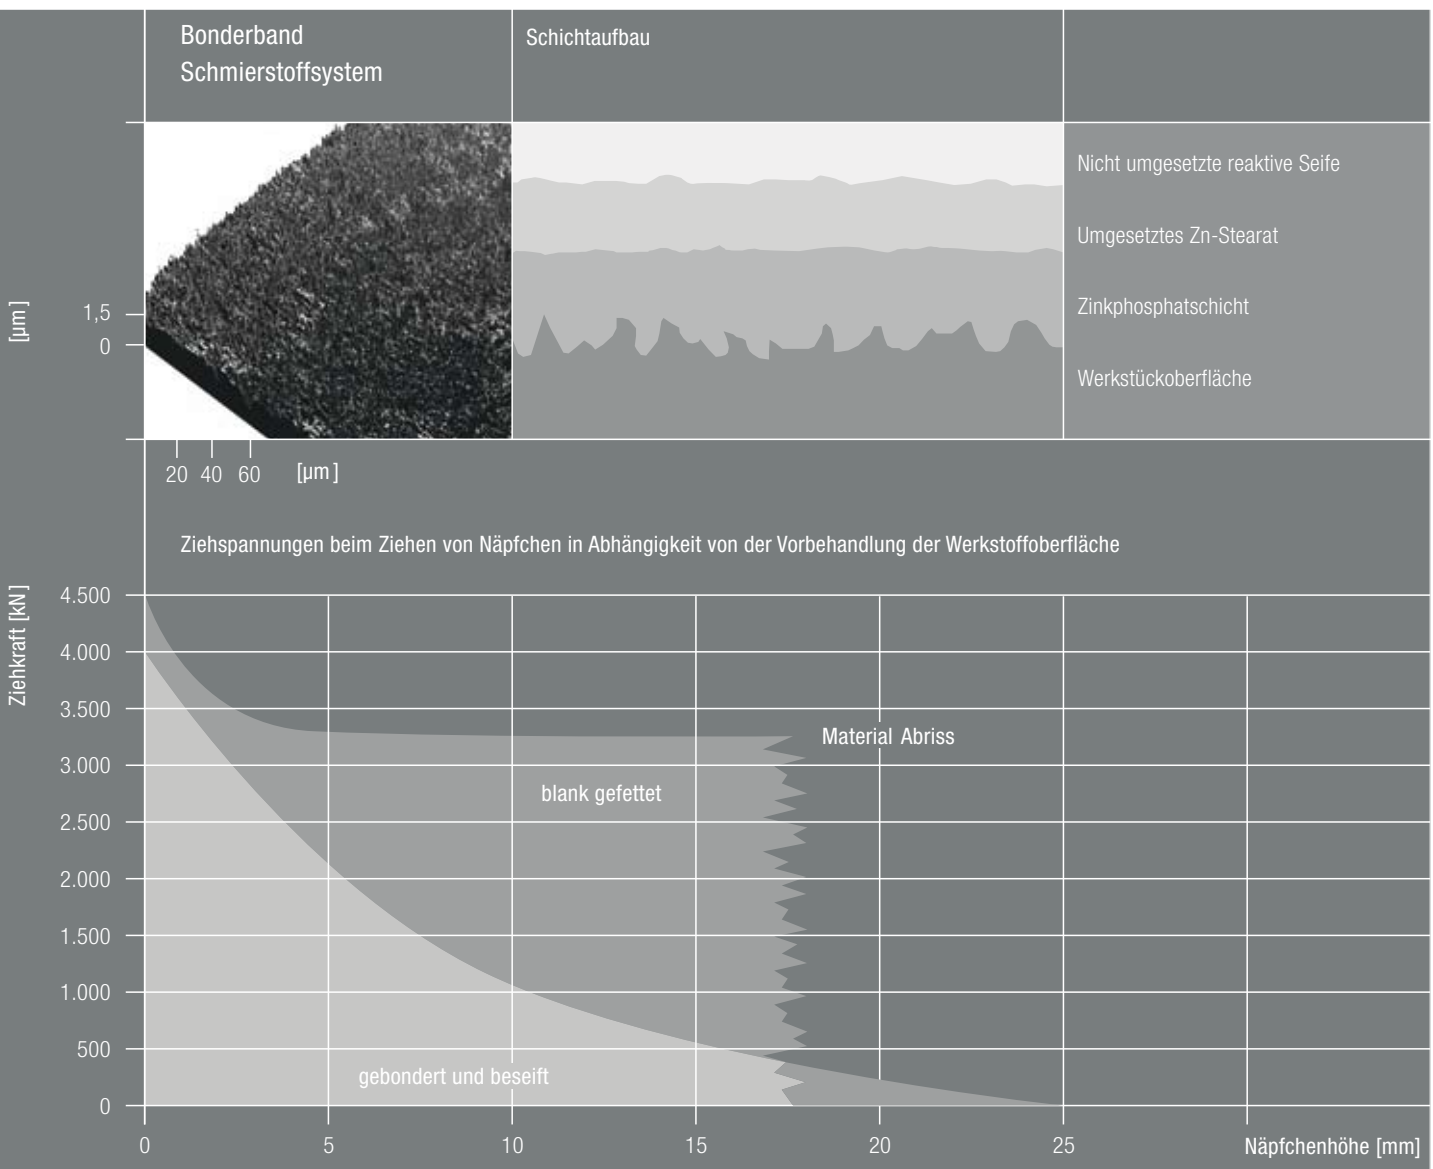 Bonderband
Schmierstoffsystem
Schichtaufbau
Nicht umgesetzte reaktive Seife
Umgesetztes Zn-Stearat
Zinkphosphatschicht
Werkstückoberfläche
[µm]
1,5
0
20 40 60 [µm]
Ziehspannungen beim Ziehen von Näpfchen in Abhängigkeit von der Vorbehandlung der Werkstoffoberfläche
Ziehkraft [kN]
4.500
4.000
3.500
3.000
2.500
2.000
1.500
1.000
500
0
Material Abriss
blank gefettet
gebondert und beseift
0 5 10 15 20 25 Näpfchenhöhe [mm]